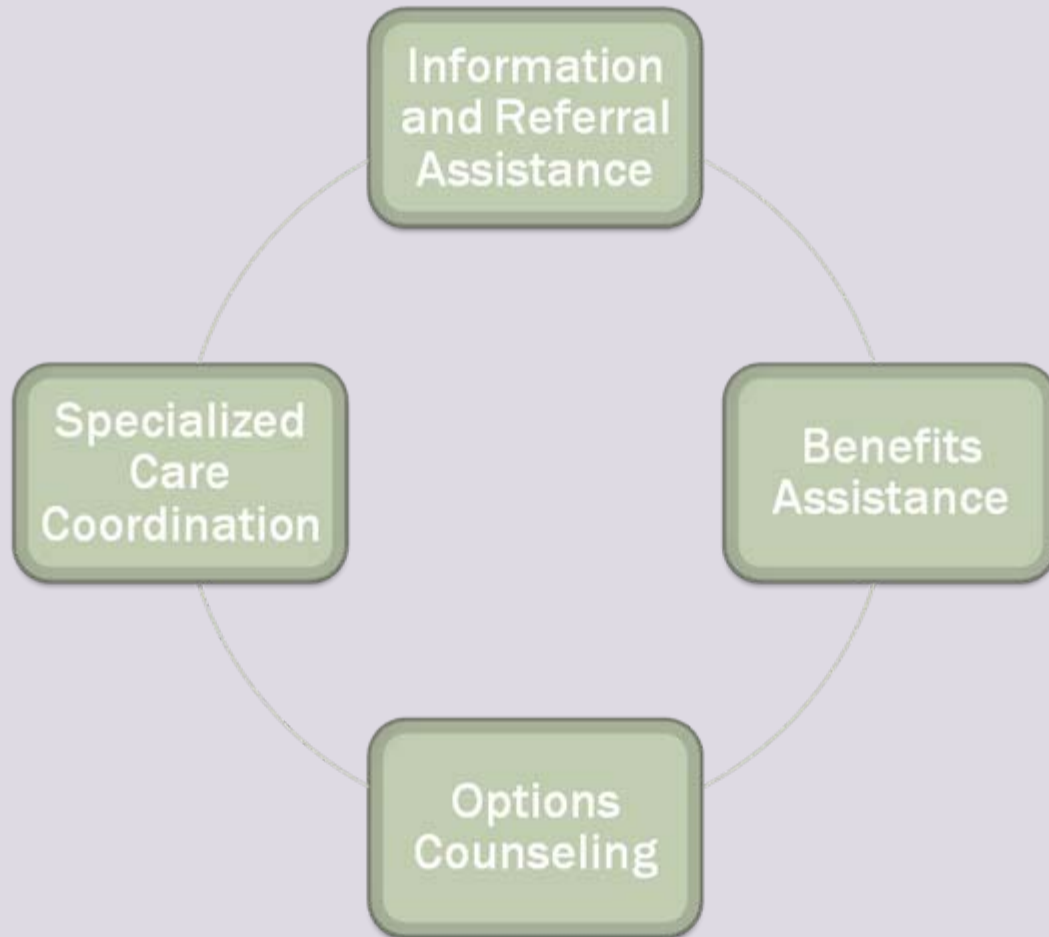 Information
and Referral
Assistance
Specialized
Care
Coordination
Benefits
Assistance
Options
Counseling